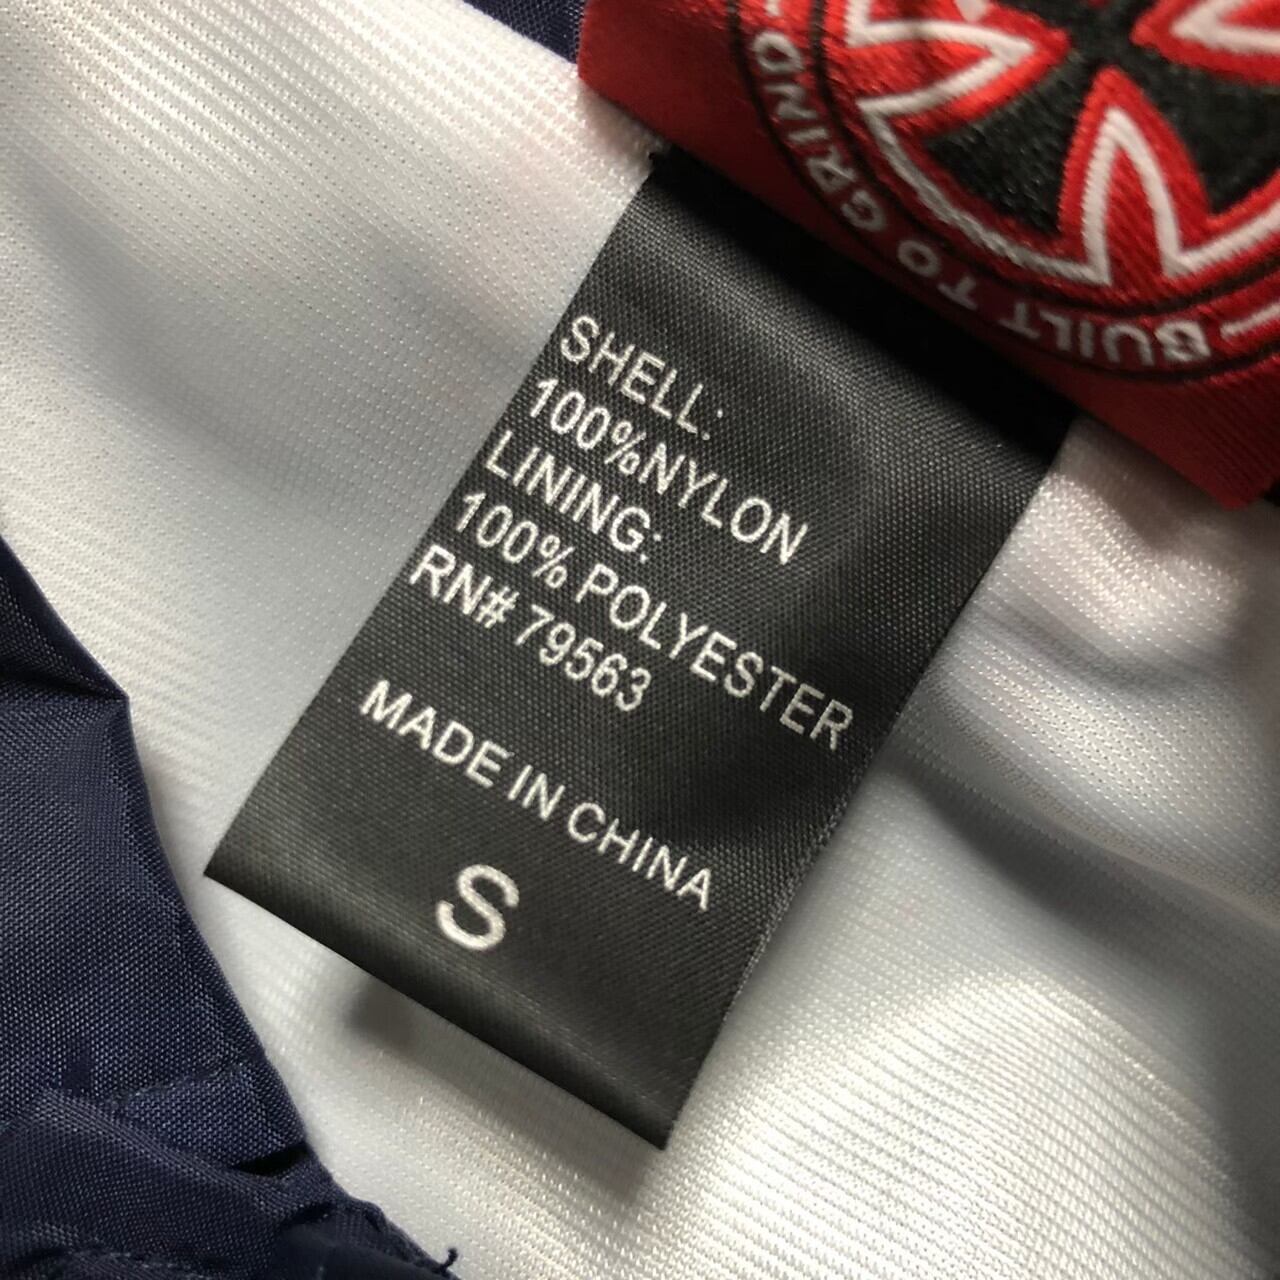 BUILT TO GRIND
SHELL:
100%NYLON
LINING:
100% POLYESTER
RN# 79563
MADE IN CHINA
S